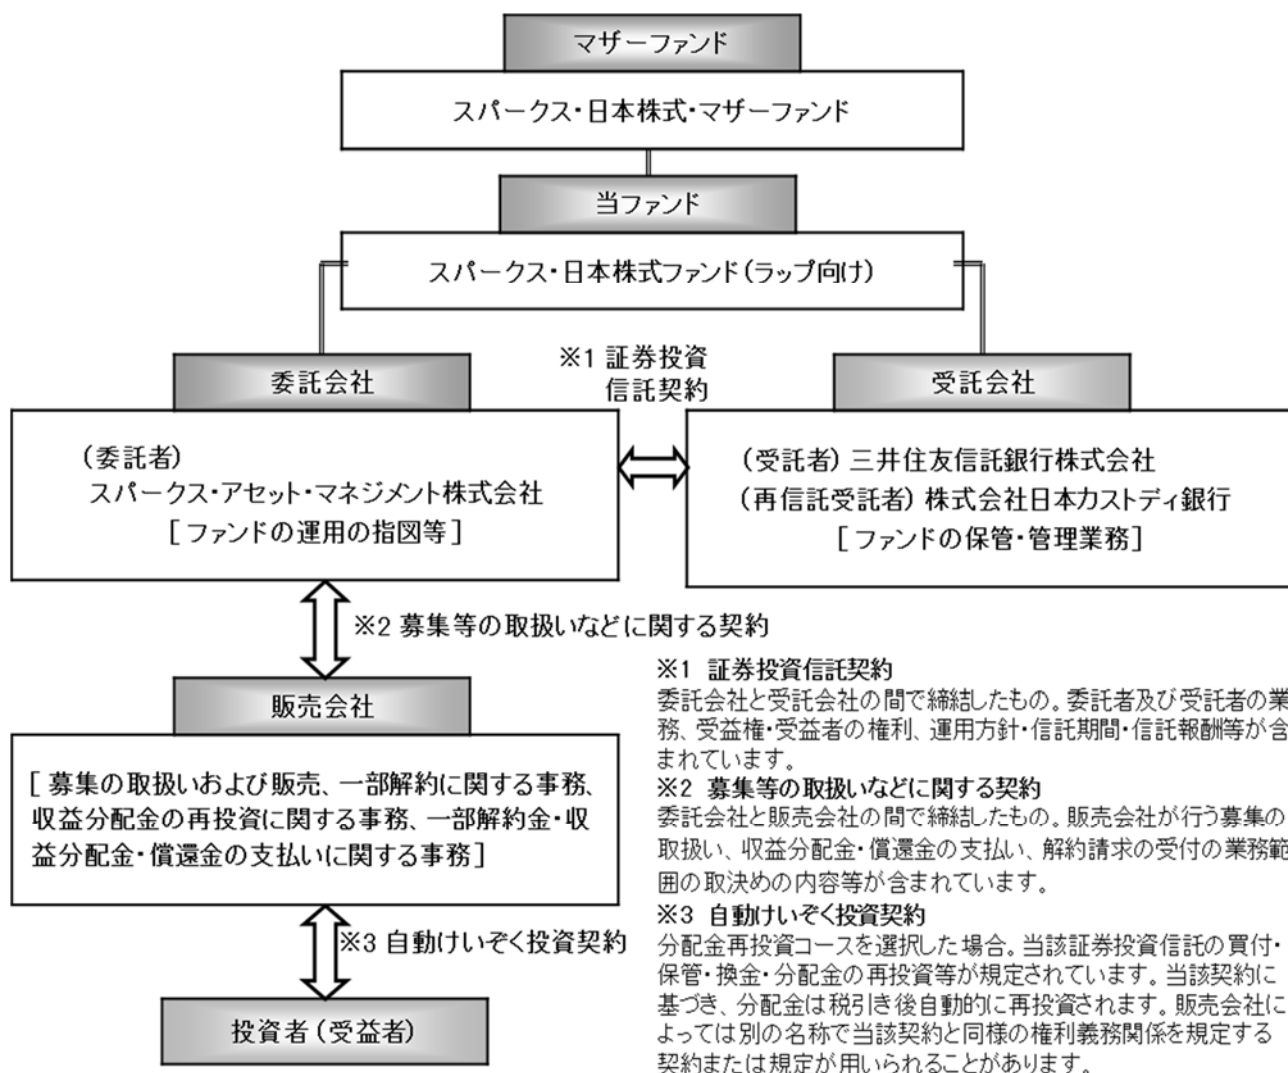 マザーファンド
スパークス・日本株式・マザーファンド
当ファンド
スパークス・日本株式ファンド(ラップ向け)
※1 証券投資
信託契約
委託会社
(委託者)
スパークス・アセット・マネジメント株式会社
[ファンドの運用の指図等]
受託会社
(受託者) 三井住友信託銀行株式会社
(再信託受託者) 株式会社日本カストディ銀行
[ファンドの保管・管理業務]
※2 募集等の取扱いなどに関する契約
販売会社
[ 募集の取扱いおよび販売、一部解約に関する事務、
収益分配金の再投資に関する事務、一部解約金・収
益分配金・償還金の支払いに関する事務]
※3 自動けいぞく投資契約
投資者(受益者)
※1 証券投資信託契約
委託会社と受託会社の間で締結したもの。委託者及び受託者の業
務、受益権・受益者の権利、運用方針・信託期間・信託報酬等が含
まれています。
※2 募集等の取扱いなどに関する契約
委託会社と販売会社の間で締結したもの。販売会社が行う募集の
取扱い、収益分配金・償還金の支払い、解約請求の受付の業務範
囲の取決めの内容等が含まれています。
※3 自動けいぞく投資契約
分配金再投資コースを選択した場合。当該証券投資信託の買付・
保管・換金・分配金の再投資等が規定されています。当該契約に
基づき、分配金は税引き後自動的に再投資されます。販売会社に
よっては別の名称で当該契約と同様の権利義務関係を規定する
契約または規定が用いられることがあります。